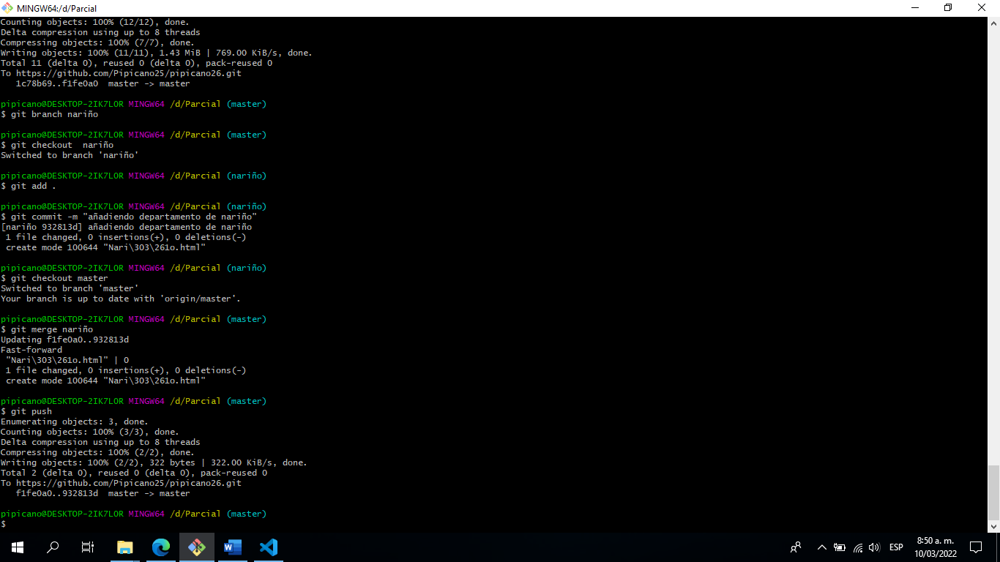 MINGW64:/d/Parcial
Counting objects: 100% (12/12), done.
Delta compression using up to 8 threads
Compressing objects: 100% (7/7), done.
Writing objects: 100% (11/11), 1.43 MiB | 769.00 KiB/s, done.
Total 11 (delta 0), reused 0 (delta 0), pack-reused 0
To https://github.com/Pipicano25/pipicano26.git
   1c78b69..f1fe0a0  master -> master
pipicano@DESKTOP-2IK7LOR MINGW64 /d/Parcial (master)
$ git branch nariño
pipicano@DESKTOP-2IK7LOR MINGW64 /d/Parcial (master)
$ git checkout  nariño
Switched to branch 'nariño'
pipicano@DESKTOP-2IK7LOR MINGW64 /d/Parcial (nariño)
$ git add .
pipicano@DESKTOP-2IK7LOR MINGW64 /d/Parcial (nariño)
$ git commit -m "añadiendo departamento de nariño"
[nariño 932813d] añadiendo departamento de nariño
 1 file changed, 0 insertions(+), 0 deletions(-)
 create mode 100644 "Nari\303\261o.html"
pipicano@DESKTOP-2IK7LOR MINGW64 /d/Parcial (nariño)
$ git checkout master
Switched to branch 'master'
Your branch is up to date with 'origin/master'.
pipicano@DESKTOP-2IK7LOR MINGW64 /d/Parcial (master)
$ git merge nariño
Updating f1fe0a0..932813d
Fast-forward
 "Nari\303\261o.html" | 0
 1 file changed, 0 insertions(+), 0 deletions(-)
 create mode 100644 "Nari\303\261o.html"
pipicano@DESKTOP-2IK7LOR MINGW64 /d/Parcial (master)
$ git push
Enumerating objects: 3, done.
Counting objects: 100% (3/3), done.
Delta compression using up to 8 threads
Compressing objects: 100% (2/2), done.
Writing objects: 100% (2/2), 322 bytes | 322.00 KiB/s, done.
Total 2 (delta 0), reused 0 (delta 0), pack-reused 0
To https://github.com/Pipicano25/pipicano26.git
   f1fe0a0..932813d  master -> master
pipicano@DESKTOP-2IK7LOR MINGW64 /d/Parcial (master)
$
ESP
8:50 a. m.
10/03/2022